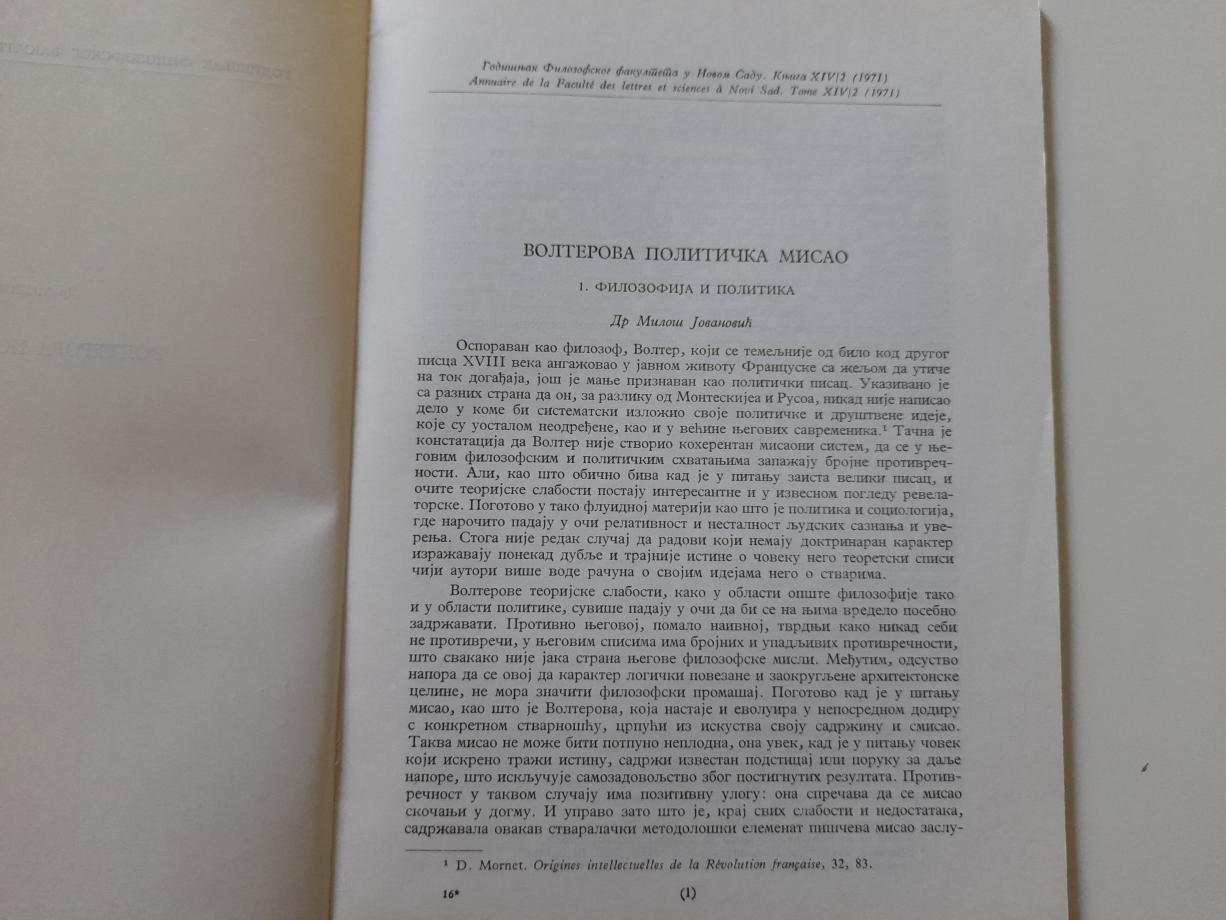 Годишњак Филозофског факултета у Новом Саду. Књига XIV/2 (1971)
Annuaire de la Faculté des lettres et sciences à Novi Sad. Tome XIV/2 (1971)
ВОЛТЕРОВА ПОЛИТИЧКА МИСАО
1. ФИЛОЗОФИЈА И ПОЛИТИКА
Др Милош Јовановић
Оспораван као филозоф, Волтер, који се темељније од било код другог
писца XVIII века ангажовао у јавном животу Француске са жељом да утиче
на ток догађаја, још је мање признаван као политички писац. Указивано је
са разних страна да он, за разлику од Монтескијеа и Русоа, никад није написао
дело у коме би систематски изложио своје политичке и друштвене идеје,
које су уосталом неодређене, као и у већине његових савременика.¹ Тачна је
констатација да Волтер није створио кохерентан мисаони систем, да се у ње-
говим филозофским и политичким схватањима запажају бројне противреч-
ности. Али, као што обично бива кад је у питању заиста велики писац, и
очите теоријске слабости постају интересантне и у извесном погледу ревела-
торске. Поготово у тако флуидној материји као што је политика и социологија,
где нарочито падају у очи релативност и несталност људских сазнања и уве-
рења. Стога није редак случај да радови који немају доктринаран карактер
изражавају понекад дубље и трајније истине о човеку него теоретски списи
чији аутори више воде рачуна о својим идејама него о стварима.
Волтерове теоријске слабости, како у области опште филозофије тако
и у области политике, сувише падају у очи да би се на њима вредело посебно
задржавати. Противно његовој, помало наивној, тврдњи како никад себи
не противречи, у његовим списима има бројних и упадљивих противречности,
што свакако није јака страна његове филозофске мисли. Међутим, одсуство
напора да се овој да карактер логички повезане и заокругљене архитектонске
целине, не мора значити филозофски промашај. Поготово кад је у питању
мисао, као што је Волтерова, која настаје и еволуира у непосредном додиру
с конкретном стварношћу, црпући из искуства своју садржину и смисао.
Таква мисао не може бити потпуно неплодна, она увек, кад је у питању човек
који искрено тражи истину, садржи известан подстицај или поруку за даље
напоре, што искључује самозадовољство због постигнутих резултата. Против-
речност у таквом случају има позитивну улогу: она спречава да се мисао
скочањи у догму. И управо зато што је, крај свих слабости и недостатака,
садржавала овакав стваралачки методолошки елеменат пишчева мисао заслу-
¹ D. Mornet. Origines intellectuelles de la Révolution française, 32, 83.
16* (1)